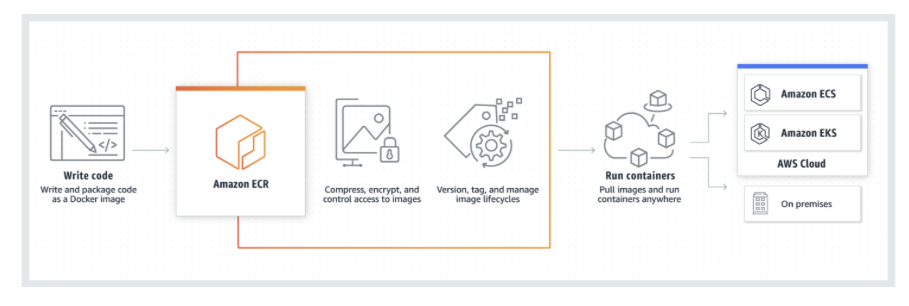 Write code
Write and package code
as a Docker image
</>
Amazon ECR
Compress, encrypt, and
control access to images
Version, tag, and manage
image lifecycles
Run containers
Pull images and run
containers anywhere
Amazon ECS
K
Amazon EKS
AWS Cloud
On premises